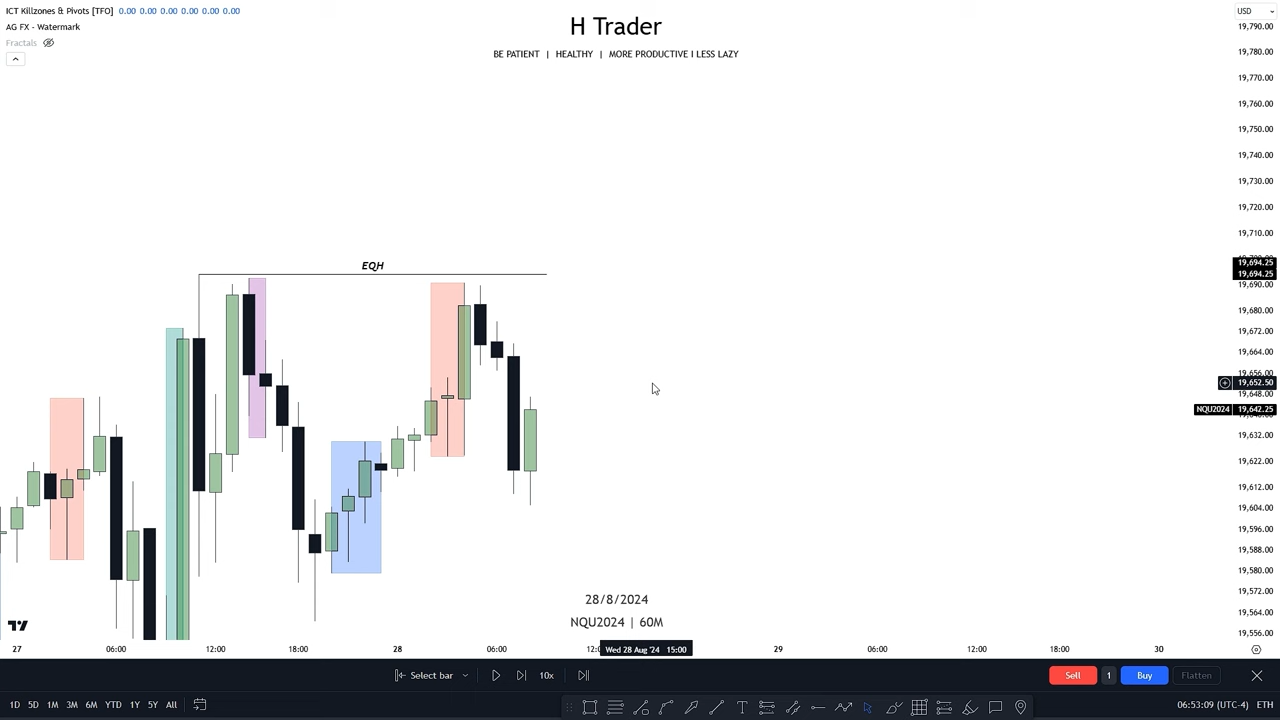 ICT Killzones & Pivots [TFO] 0.00 0.00 0.00 0.00 0.00 0.00
AG FX - Watermark
Fractals
H Trader
BE PATIENT | HEALTHY | MORE PRODUCTIVE I LESS LAZY
USD
19,790.00
19,780.00
19,770.00
19,760.00
19,750.00
19,740.00
19,730.00
19,720.00
19,710.00
19,694.25
19,694.25
19,690.00
19,680.00
19,672.00
19,664.00
19,656.00
19,652.50
19,648.00
NQU2024 19,642.25
19,632.00
19,622.00
19,612.00
19,604.00
19,596.00
19,588.00
19,580.00
19,572.00
19,564.00
19,556.00
EQH
28/8/2024
NQU2024 | 60M
27 06:00 12:00 18:00 28 06:00 Wed 28 Aug '24 15:00 29 06:00 12:00 18:00 30
Select bar 10x Sell 1 Buy Flatten
1D 5D 1M 3M 6M YTD 1Y 5Y All 06:53:09 (UTC-4) ETH